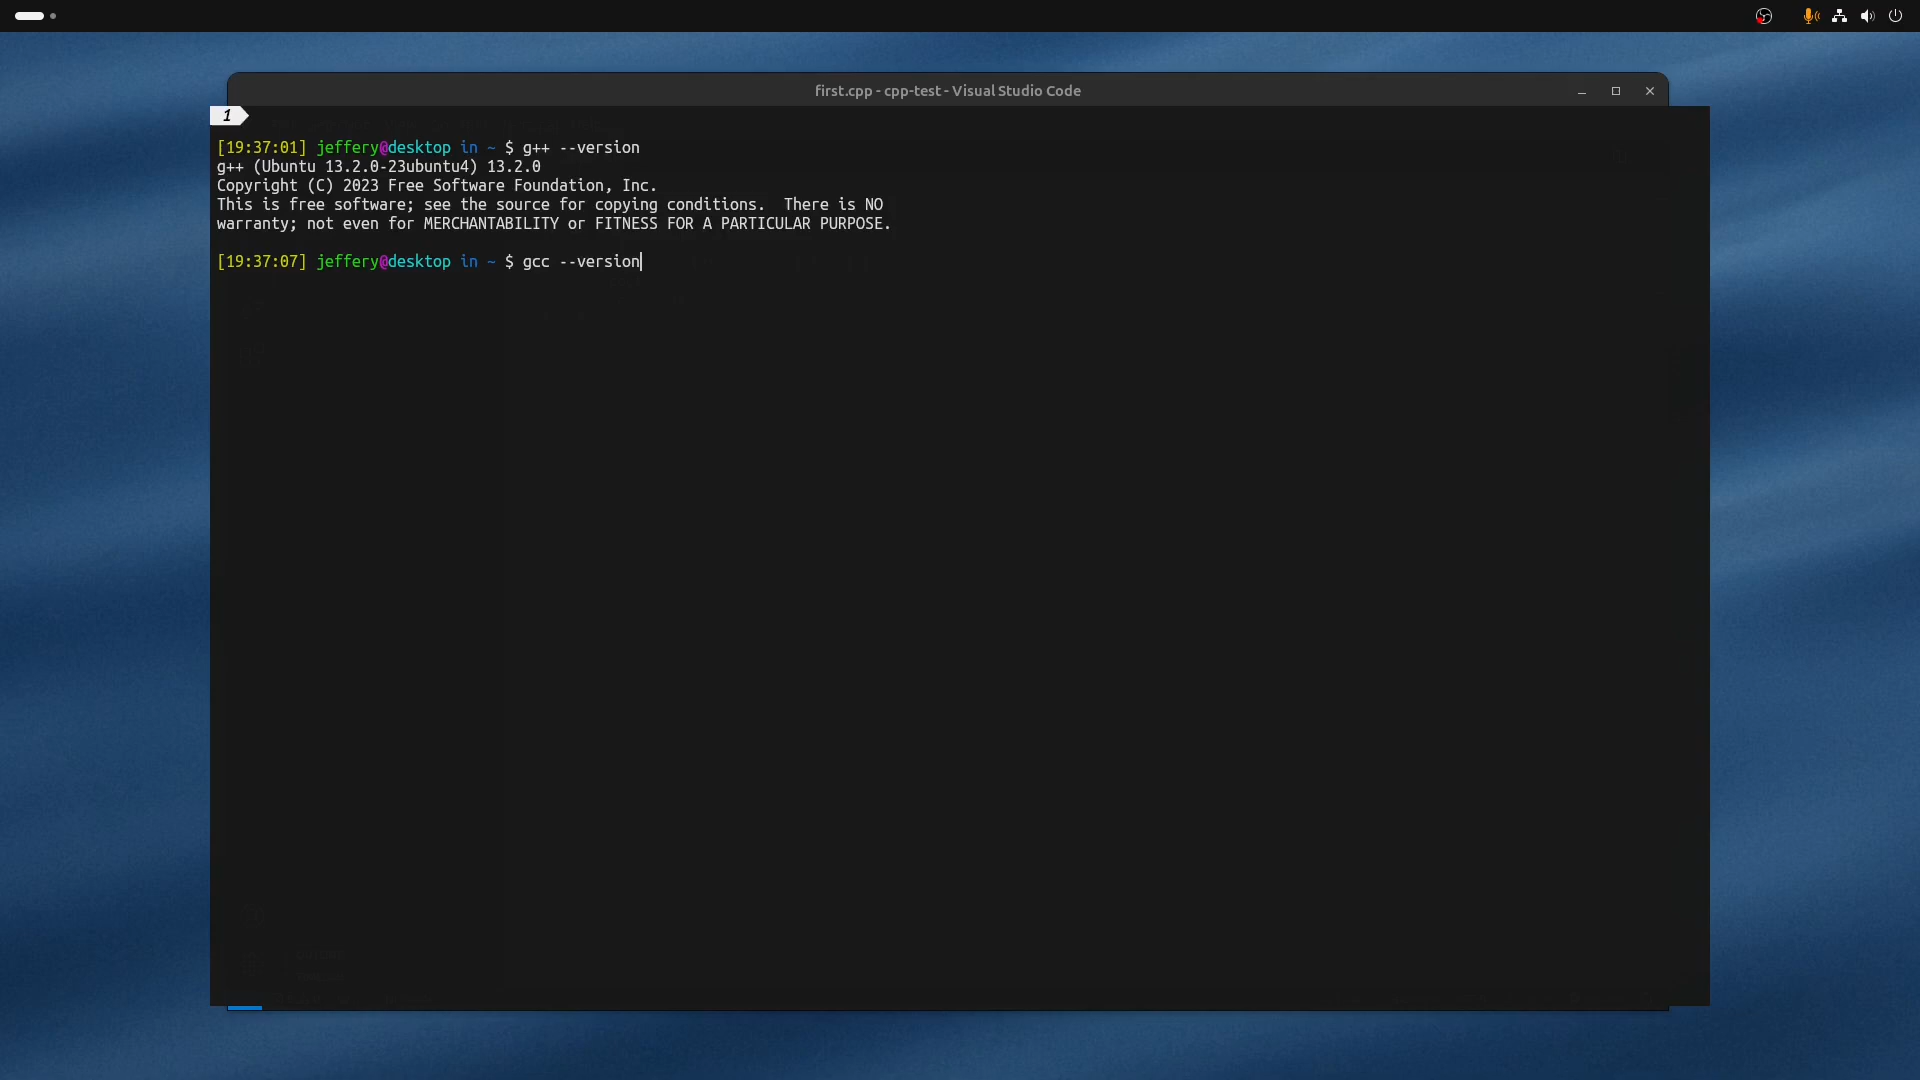 first.cpp - cpp-test - Visual Studio Code
1
[19:37:01] jeffery@desktop in ~ $ g++ --version
g++ (Ubuntu 13.2.0-23ubuntu4) 13.2.0
Copyright (C) 2023 Free Software Foundation, Inc.
This is free software; see the source for copying conditions.  There is NO
warranty; not even for MERCHANTABILITY or FITNESS FOR A PARTICULAR PURPOSE.
[19:37:07] jeffery@desktop in ~ $ gcc --version